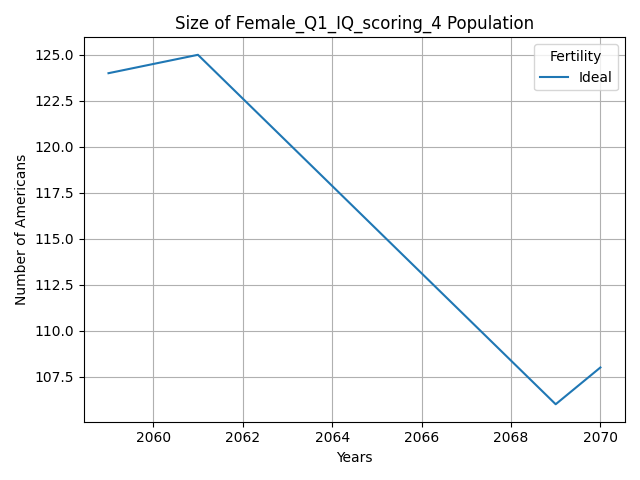 Size of Female_Q1_IQ_scoring_4 Population
Fertility
Ideal
125.0
122.5
120.0
117.5
115.0
112.5
110.0
107.5
Number of Americans
2060 2062 2064 2066 2068 2070
Years